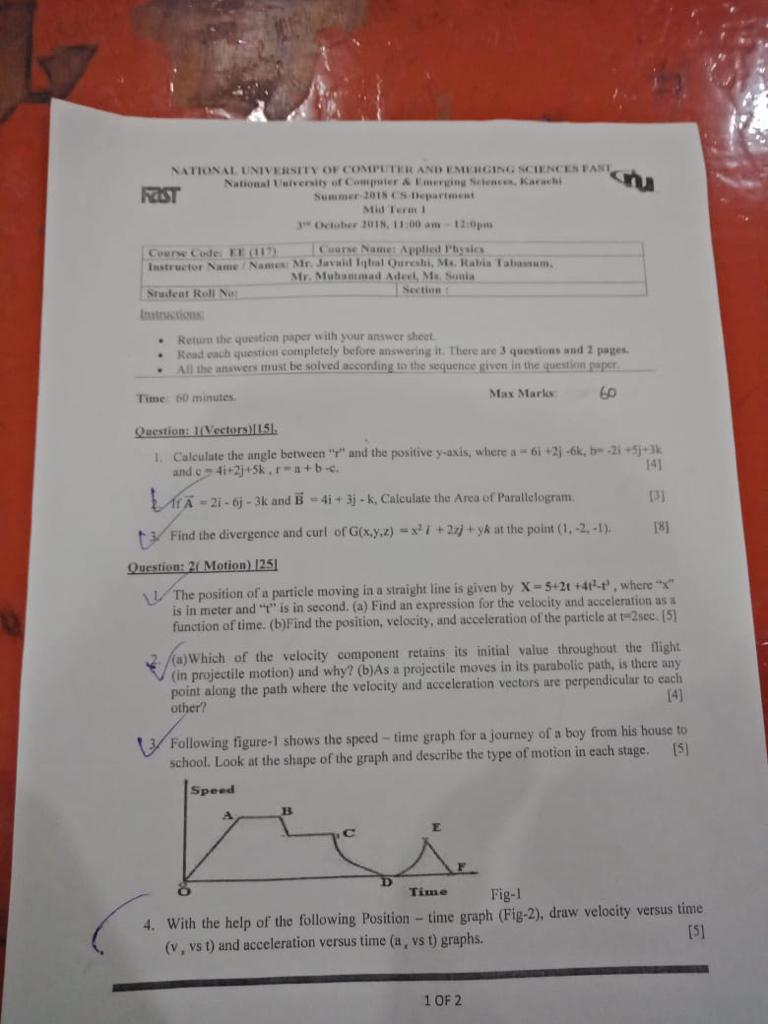 NATIONAL UNIVERSITY OF COMPUTER AND EMERGING SCIENCES FAST
National University of Computer & Emerging Sciences, Karachi
FAST
nu
Summer-2018 CS-Department
Mid Term 1
3rd October 2018, 11:00 am – 12:0pm
Course Code: EE (117) Course Name: Applied Physics
Instructor Name / Names: Mr. Javaid Iqbal Qureshi, Ms. Rabia Tabassum,
Mr. Muhammad Adeel, Ms. Sonia
Student Roll No: Section :
Instructions:
• Return the question paper with your answer sheet.
• Read each question completely before answering it. There are 3 questions and 2 pages.
• All the answers must be solved according to the sequence given in the question paper.
Time: 60 minutes. Max Marks: 60
Question: 1(Vectors)[15].
1. Calculate the angle between "r" and the positive y-axis, where a = 6i +2j -6k, b= -2i +5j+3k
and c = 4i+2j+5k , r = a + b -c. [4]
2. If A⃗ = 2i - 6j - 3k and B⃗ = 4i + 3j - k, Calculate the Area of Parallelogram. [3]
3. Find the divergence and curl of G(x,y,z) = x² i + 2zj + yk at the point (1, -2, -1). [8]
Question: 2( Motion) [25]
1. The position of a particle moving in a straight line is given by X = 5+2t +4t²-t³ , where "x"
is in meter and "t" is in second. (a) Find an expression for the velocity and acceleration as a
function of time. (b)Find the position, velocity, and acceleration of the particle at t=2sec. [5]
2. (a)Which of the velocity component retains its initial value throughout the flight
(in projectile motion) and why? (b)As a projectile moves in its parabolic path, is there any
point along the path where the velocity and acceleration vectors are perpendicular to each
other? [4]
3. Following figure-1 shows the speed – time graph for a journey of a boy from his house to
school. Look at the shape of the graph and describe the type of motion in each stage. [5]
Speed
A B
C E
O D F
Time Fig-1
4. With the help of the following Position – time graph (Fig-2), draw velocity versus time
(v x vs t) and acceleration versus time (a x vs t) graphs. [5]
1 OF 2